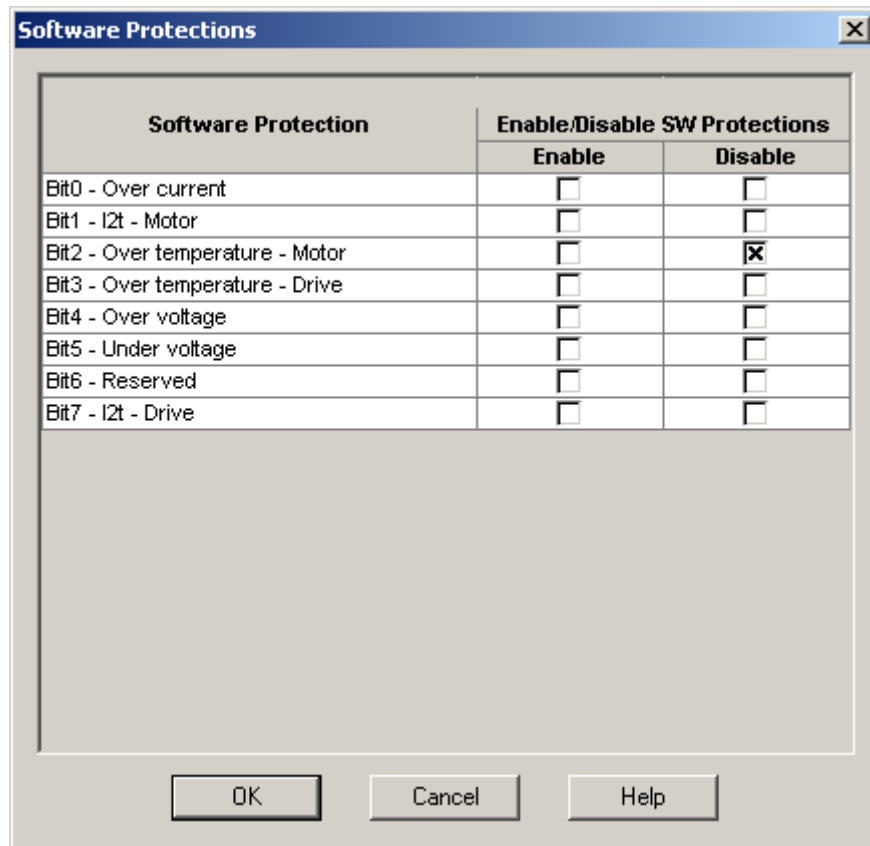 Software Protections
Software Protection
Enable/Disable SW Protections
Enable Disable
Bit0 - Over current
Bit1 - I2t - Motor
Bit2 - Over temperature - Motor
Bit3 - Over temperature - Drive
Bit4 - Over voltage
Bit5 - Under voltage
Bit6 - Reserved
Bit7 - I2t - Drive
OK Cancel Help